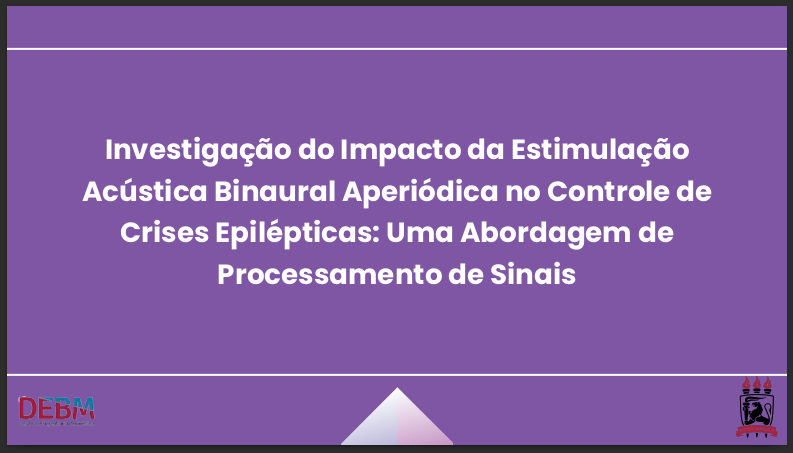 Investigação do Impacto da Estimulação
Acústica Binaural Aperiódica no Controle de
Crises Epilépticas: Uma Abordagem de
Processamento de Sinais
DEBM